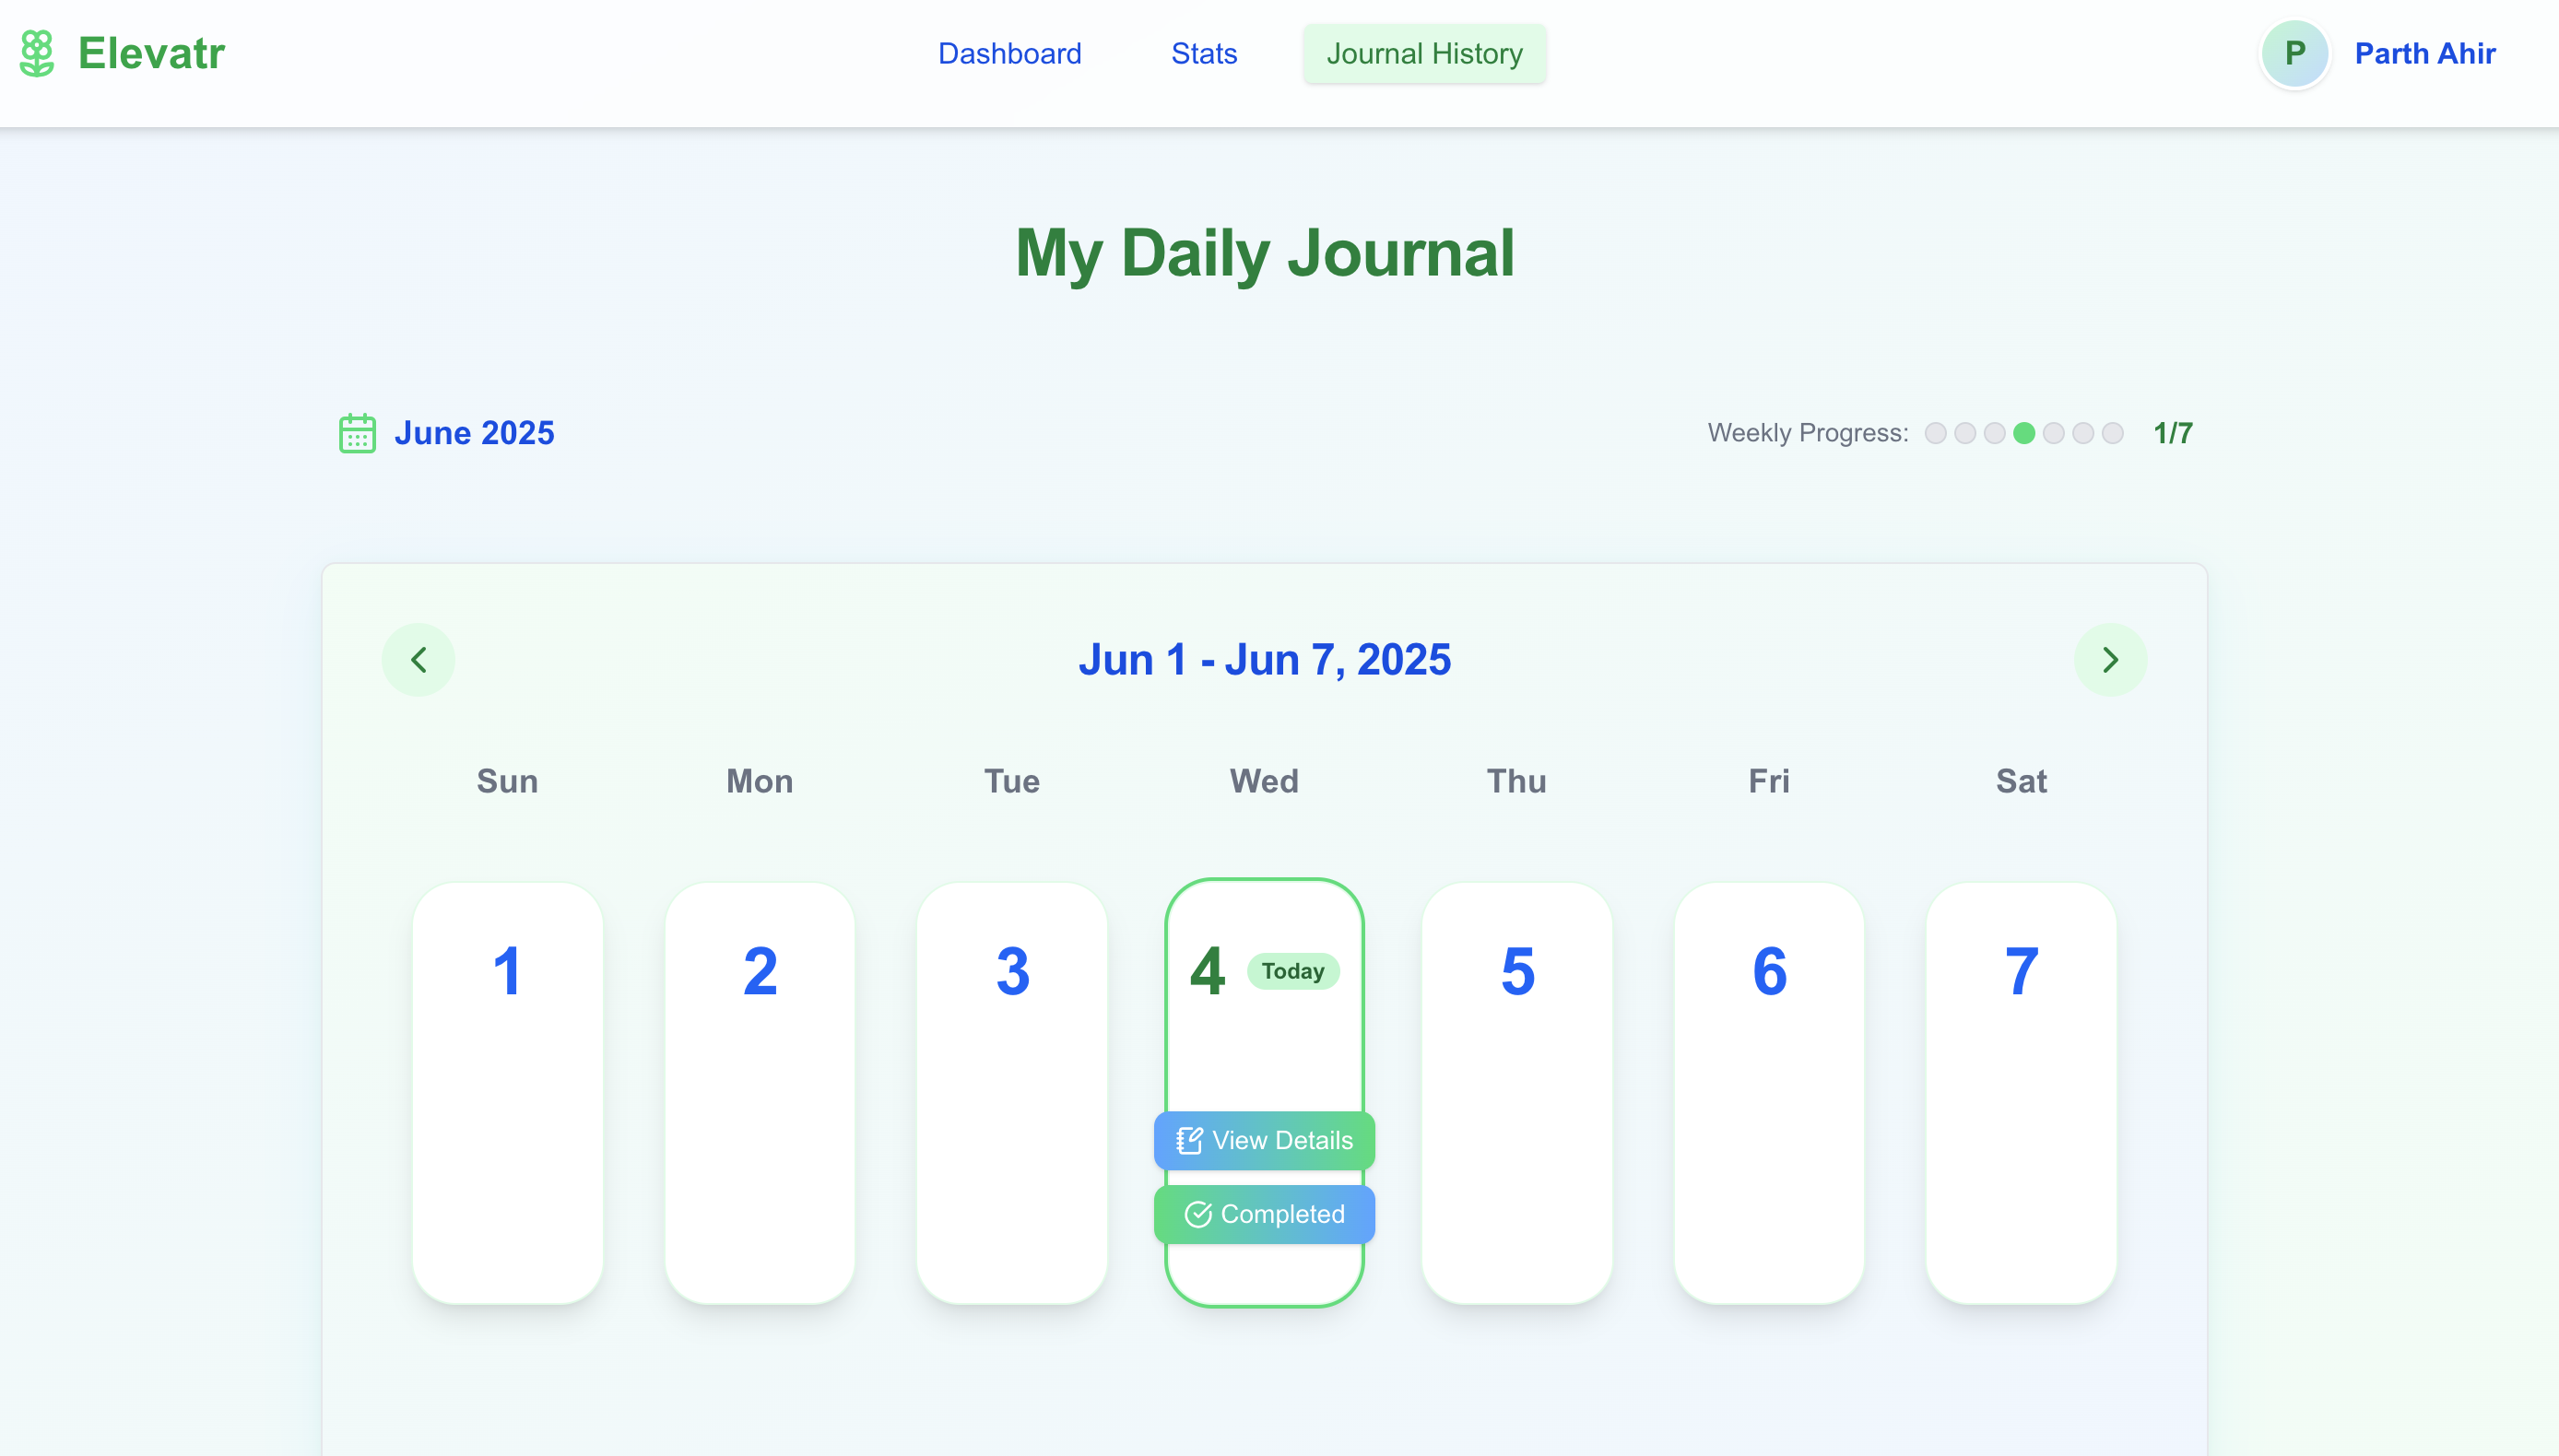 Elevatr
Dashboard Stats Journal History
P Parth Ahir
My Daily Journal
June 2025
Weekly Progress: 1/7
Jun 1 - Jun 7, 2025
Sun Mon Tue Wed Thu Fri Sat
1 2 3 4 Today 5 6 7
View Details
Completed